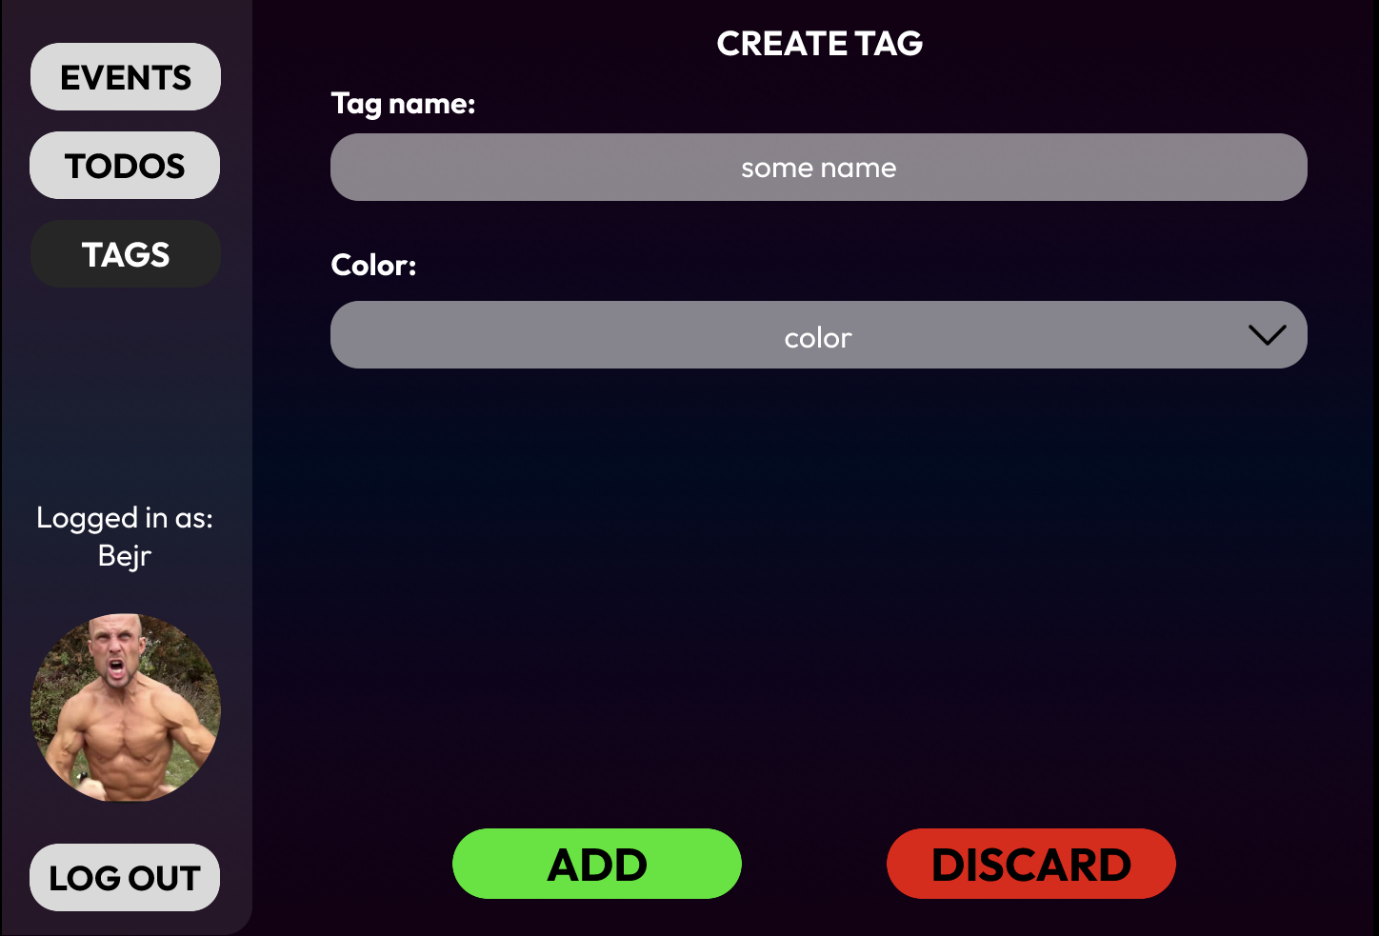 EVENTS
TODOS
TAGS
Logged in as:
Bejr
LOG OUT
CREATE TAG
Tag name:
some name
Color:
color
ADD
DISCARD